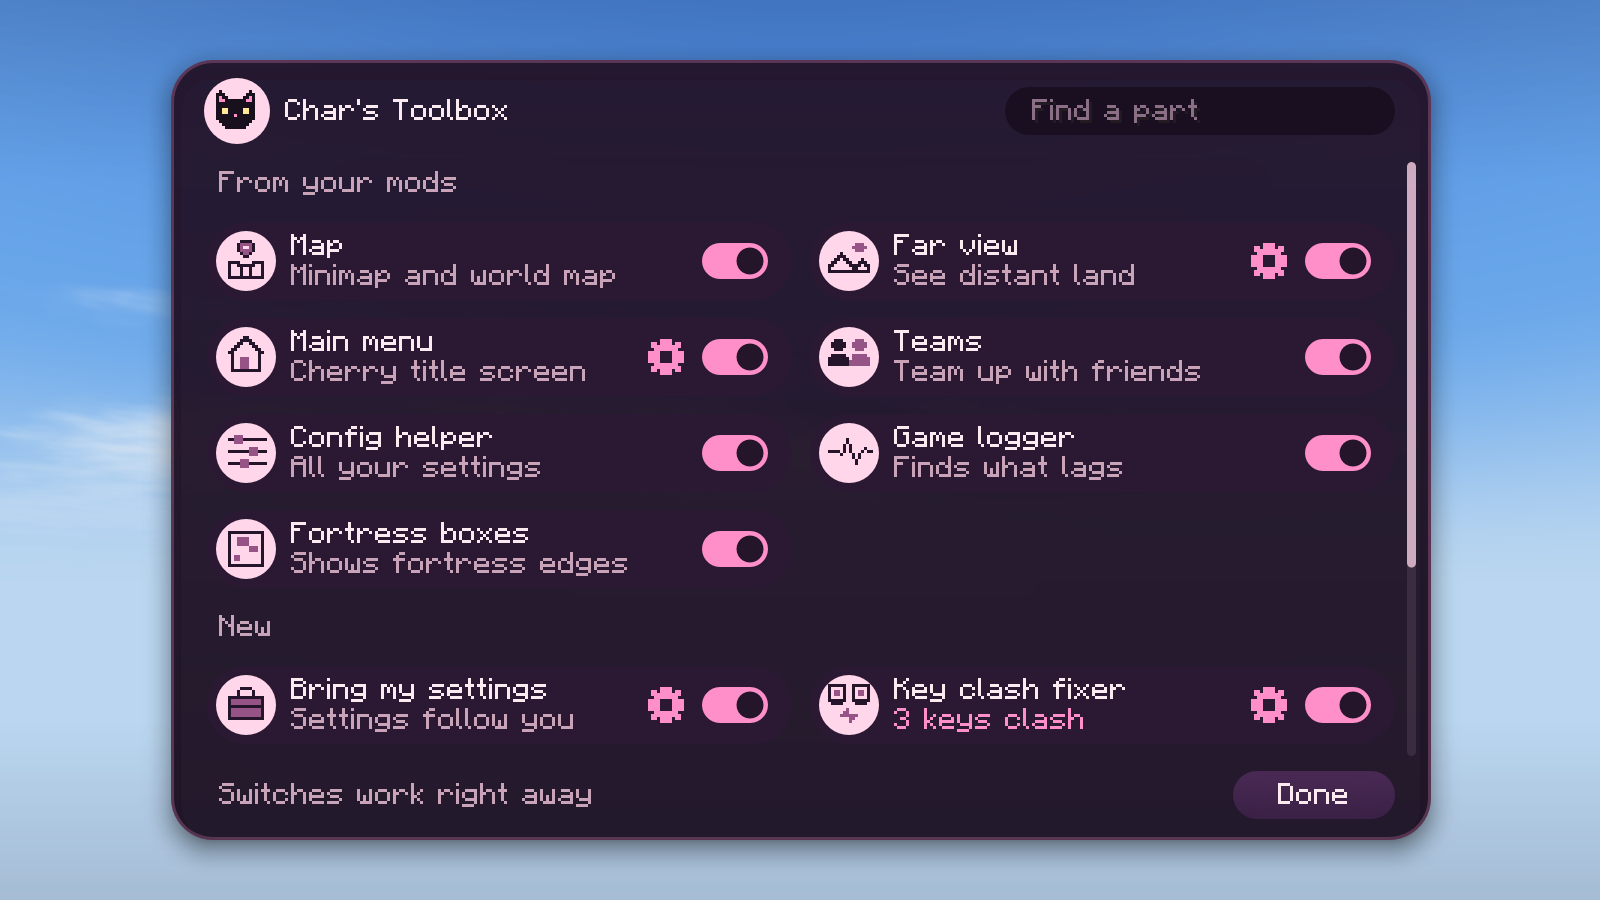 Char's Toolbox
Find a part
From your mods
Map
Minimap and world map
Far view
See distant land
Main menu
Cherry title screen
Teams
Team up with friends
Config helper
All your settings
Game logger
Finds what lags
Fortress boxes
Shows fortress edges
New
Bring my settings
Settings follow you
Key clash fixer
3 keys clash
Switches work right away
Done